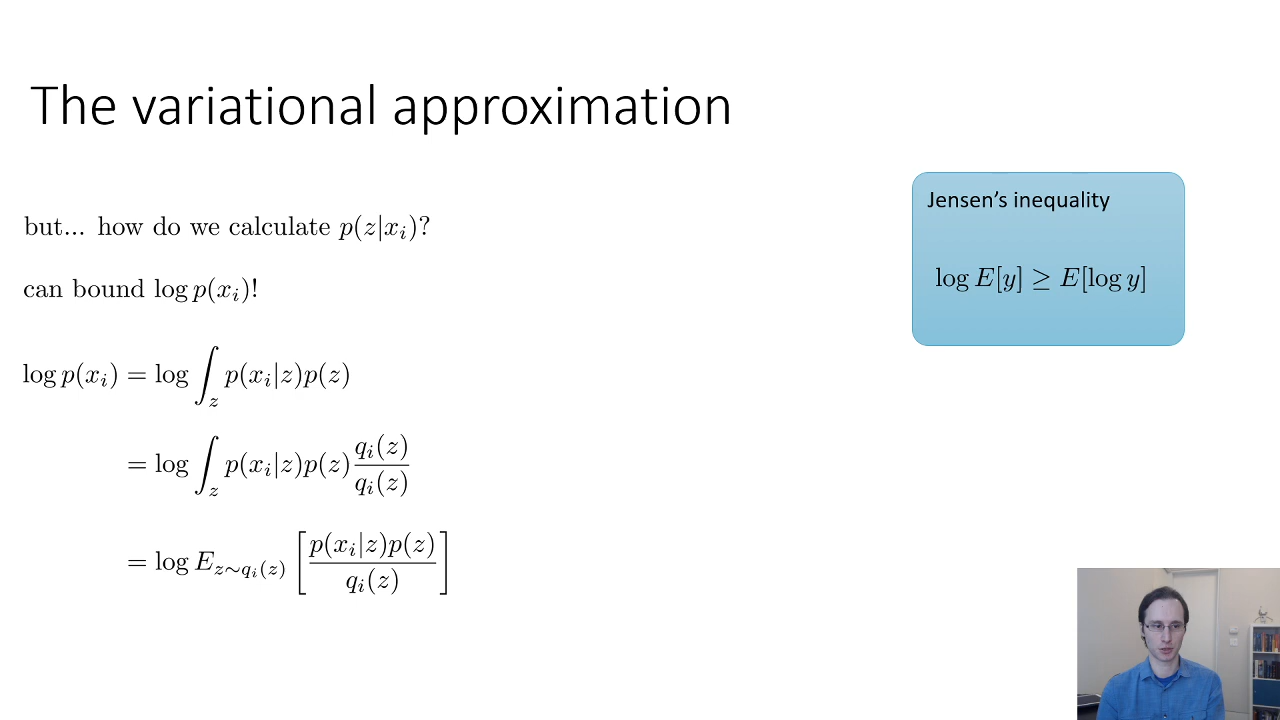 The variational approximation
but... how do we calculate p(z|x_i)?
can bound log p(x_i)!
log p(x_i) = log ∫_z p(x_i|z)p(z)
= log ∫_z p(x_i|z)p(z) q_i(z)/q_i(z)
= log E_{z∼q_i(z)} [p(x_i|z)p(z)/q_i(z)]
Jensen's inequality
log E[y] ≥ E[log y]